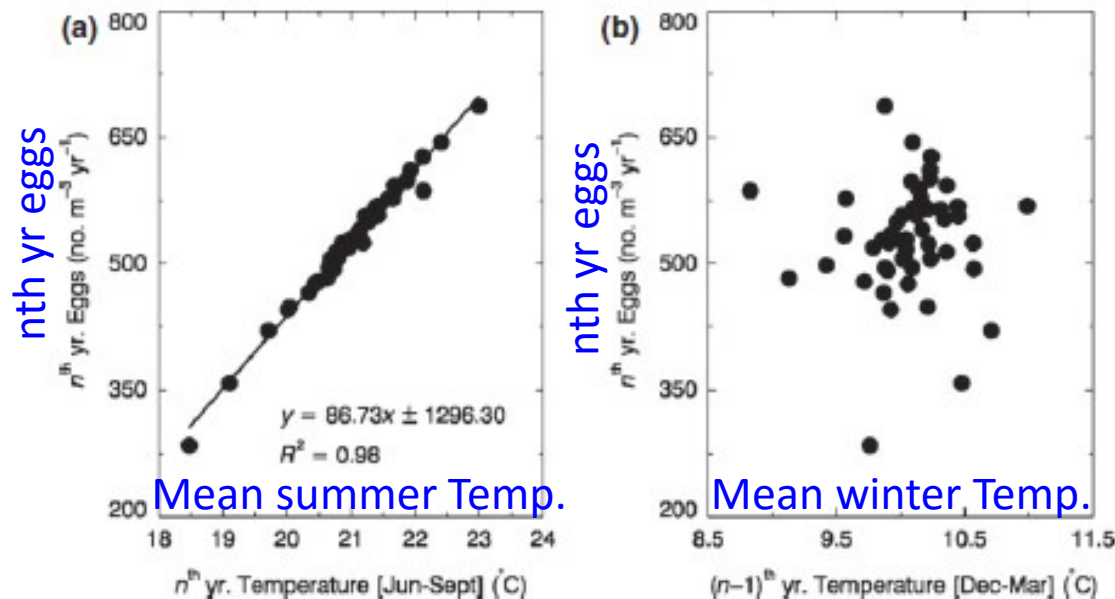 (a)
800
650
500
350
200
nth yr eggs
nᵗʰ yr. Eggs (no. m⁻³ yr⁻¹)
y = 86.73x ± 1296.30
R² = 0.98
Mean summer Temp.
18 19 20 21 22 23 24
nᵗʰ yr. Temperature [Jun-Sept] (°C)
(b)
800
650
500
350
200
nth yr eggs
nᵗʰ yr. Eggs (no. m⁻³ yr⁻¹)
Mean winter Temp.
8.5 9.5 10.5 11.5
(n–1)ᵗʰ yr. Temperature [Dec-Mar] (°C)